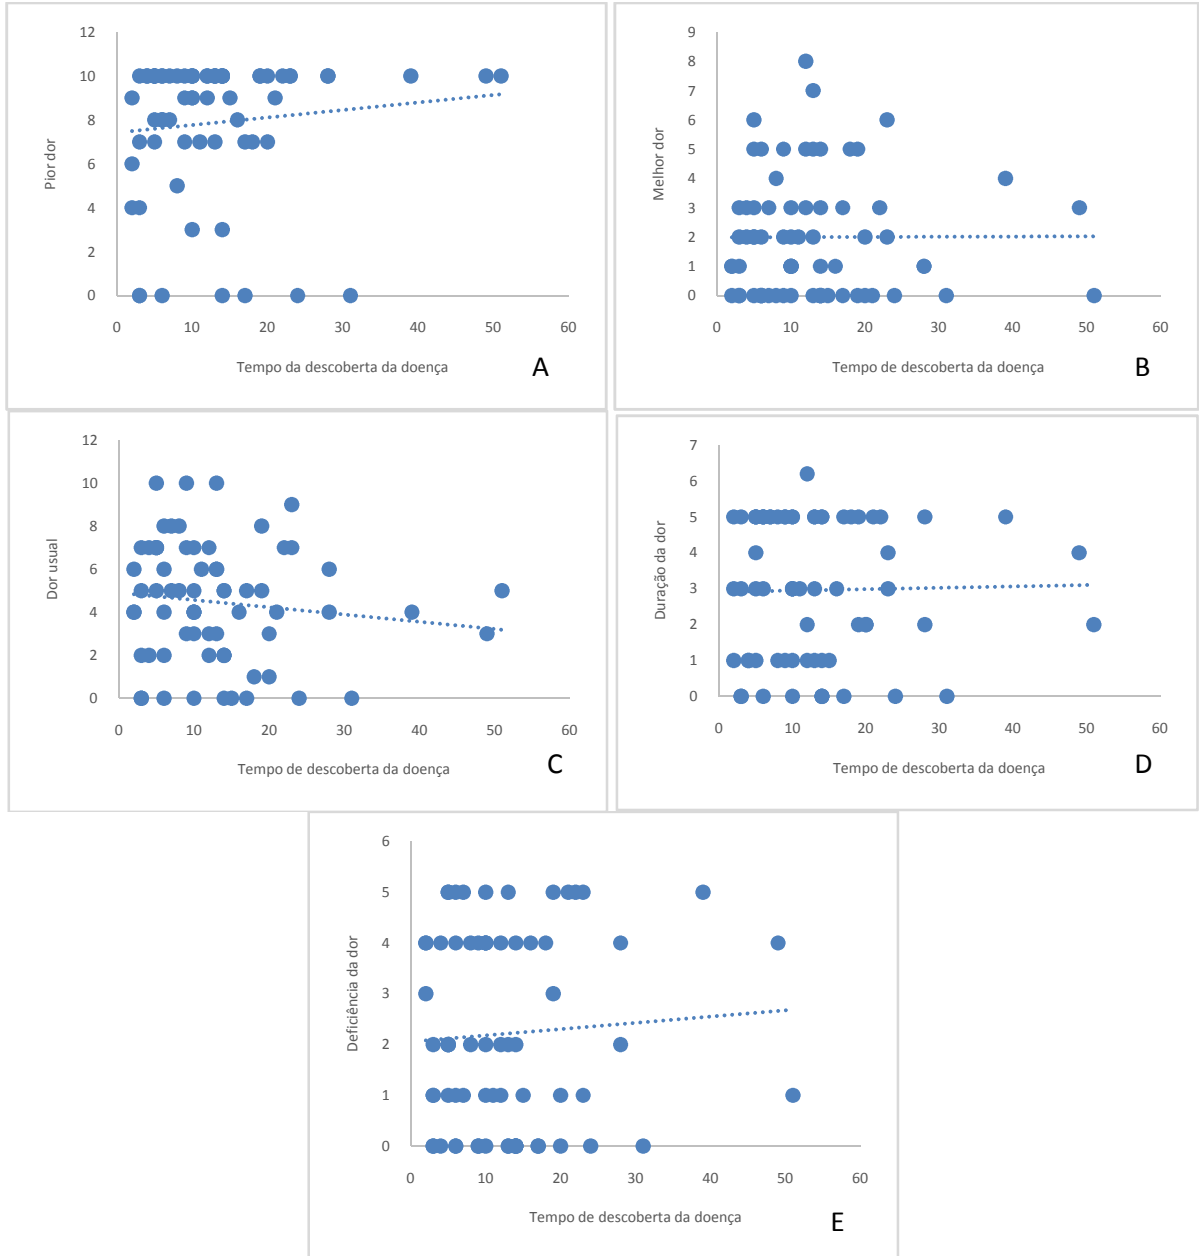 12
10
8
6
4
2
0
Pior dor
0 10 20 30 40 50 60
Tempo da descoberta da doença
A
9
8
7
6
5
4
3
2
1
0
Melhor dor
0 10 20 30 40 50 60
Tempo de descoberta da doença
B
12
10
8
6
4
2
0
Dor usual
0 10 20 30 40 50 60
Tempo de descoberta da doença
C
7
6
5
4
3
2
1
0
Duração da dor
0 10 20 30 40 50 60
Tempo de descoberta da doença
D
6
5
4
3
2
1
0
Deficiência da dor
0 10 20 30 40 50 60
Tempo de descoberta da doença
E